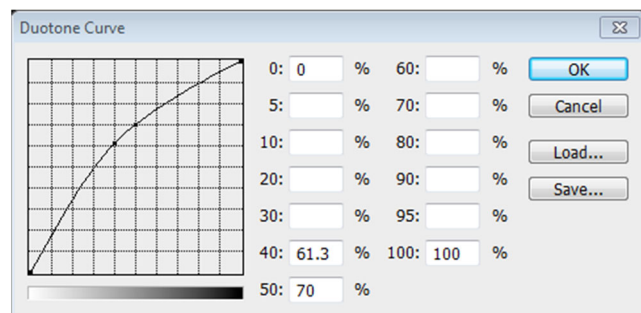 Duotone Curve
0: 0 % 60: % OK
5: % 70: % Cancel
10: % 80: % Load...
20: % 90: % Save...
30: % 95: %
40: 61.3 % 100: 100 %
50: 70 %